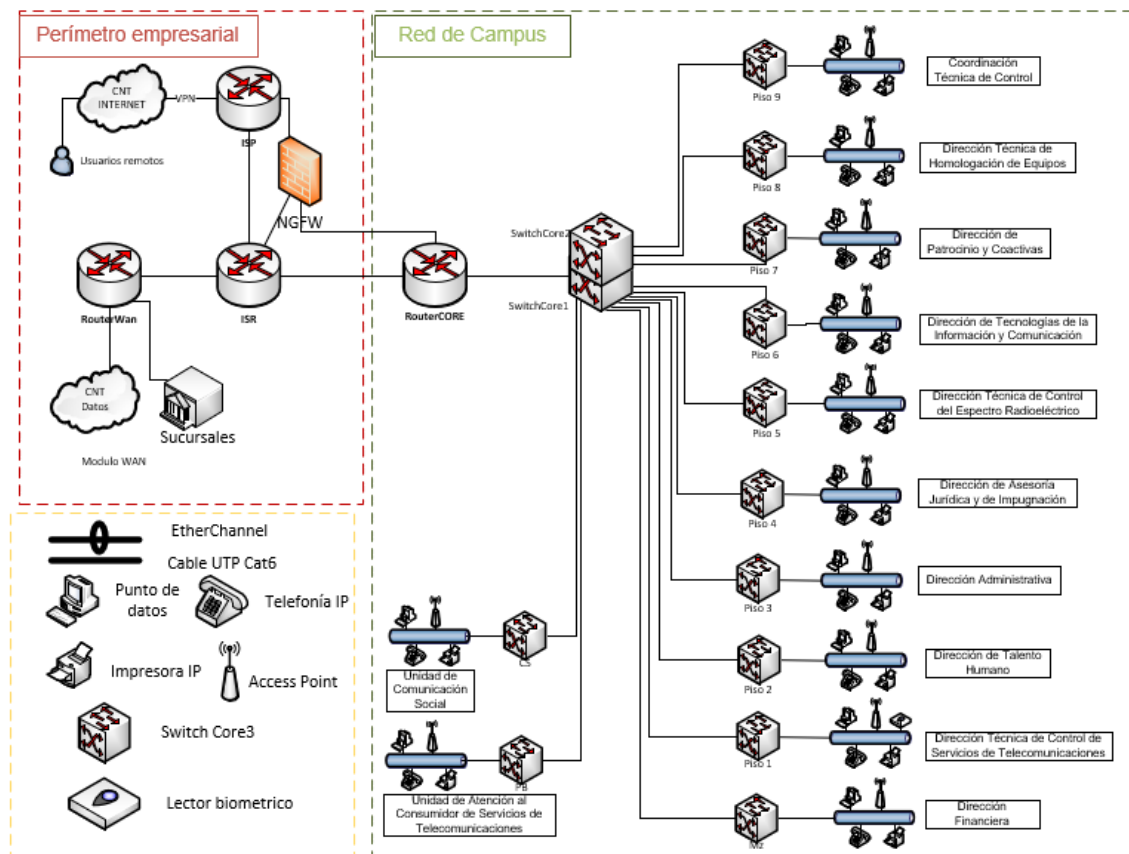 Perímetro empresarial
Red de Campus
CNT
INTERNET
VPN
ISP
Usuarios remotos
NGFW
RouterWan
ISR
RouterCORE
CNT
Datos
Sucursales
Modulo WAN
SwitchCore2
SwitchCore1
Piso 9
Coordinación
Técnica de Control
Piso 8
Dirección Técnica de
Homologación de Equipos
Piso 7
Dirección de
Patrocinio y Coactivas
Piso 6
Dirección de Tecnologías de la
Información y Comunicación
Piso 5
Dirección Técnica de Control
del Espectro Radioeléctrico
Piso 4
Dirección de Asesoría
Jurídica y de Impugnación
Piso 3
Dirección Administrativa
Piso 2
Dirección de Talento
Humano
Piso 1
Dirección Técnica de Control de
Servicios de Telecomunicaciones
Mz
Dirección
Financiera
CS
Unidad de
Comunicación
Social
PB
Unidad de Atención al
Consumidor de Servicios de
Telecomunicaciones
EtherChannel
Cable UTP Cat6
Punto de
datos
Telefonía IP
Impresora IP
Access Point
Switch Core3
Lector biometrico